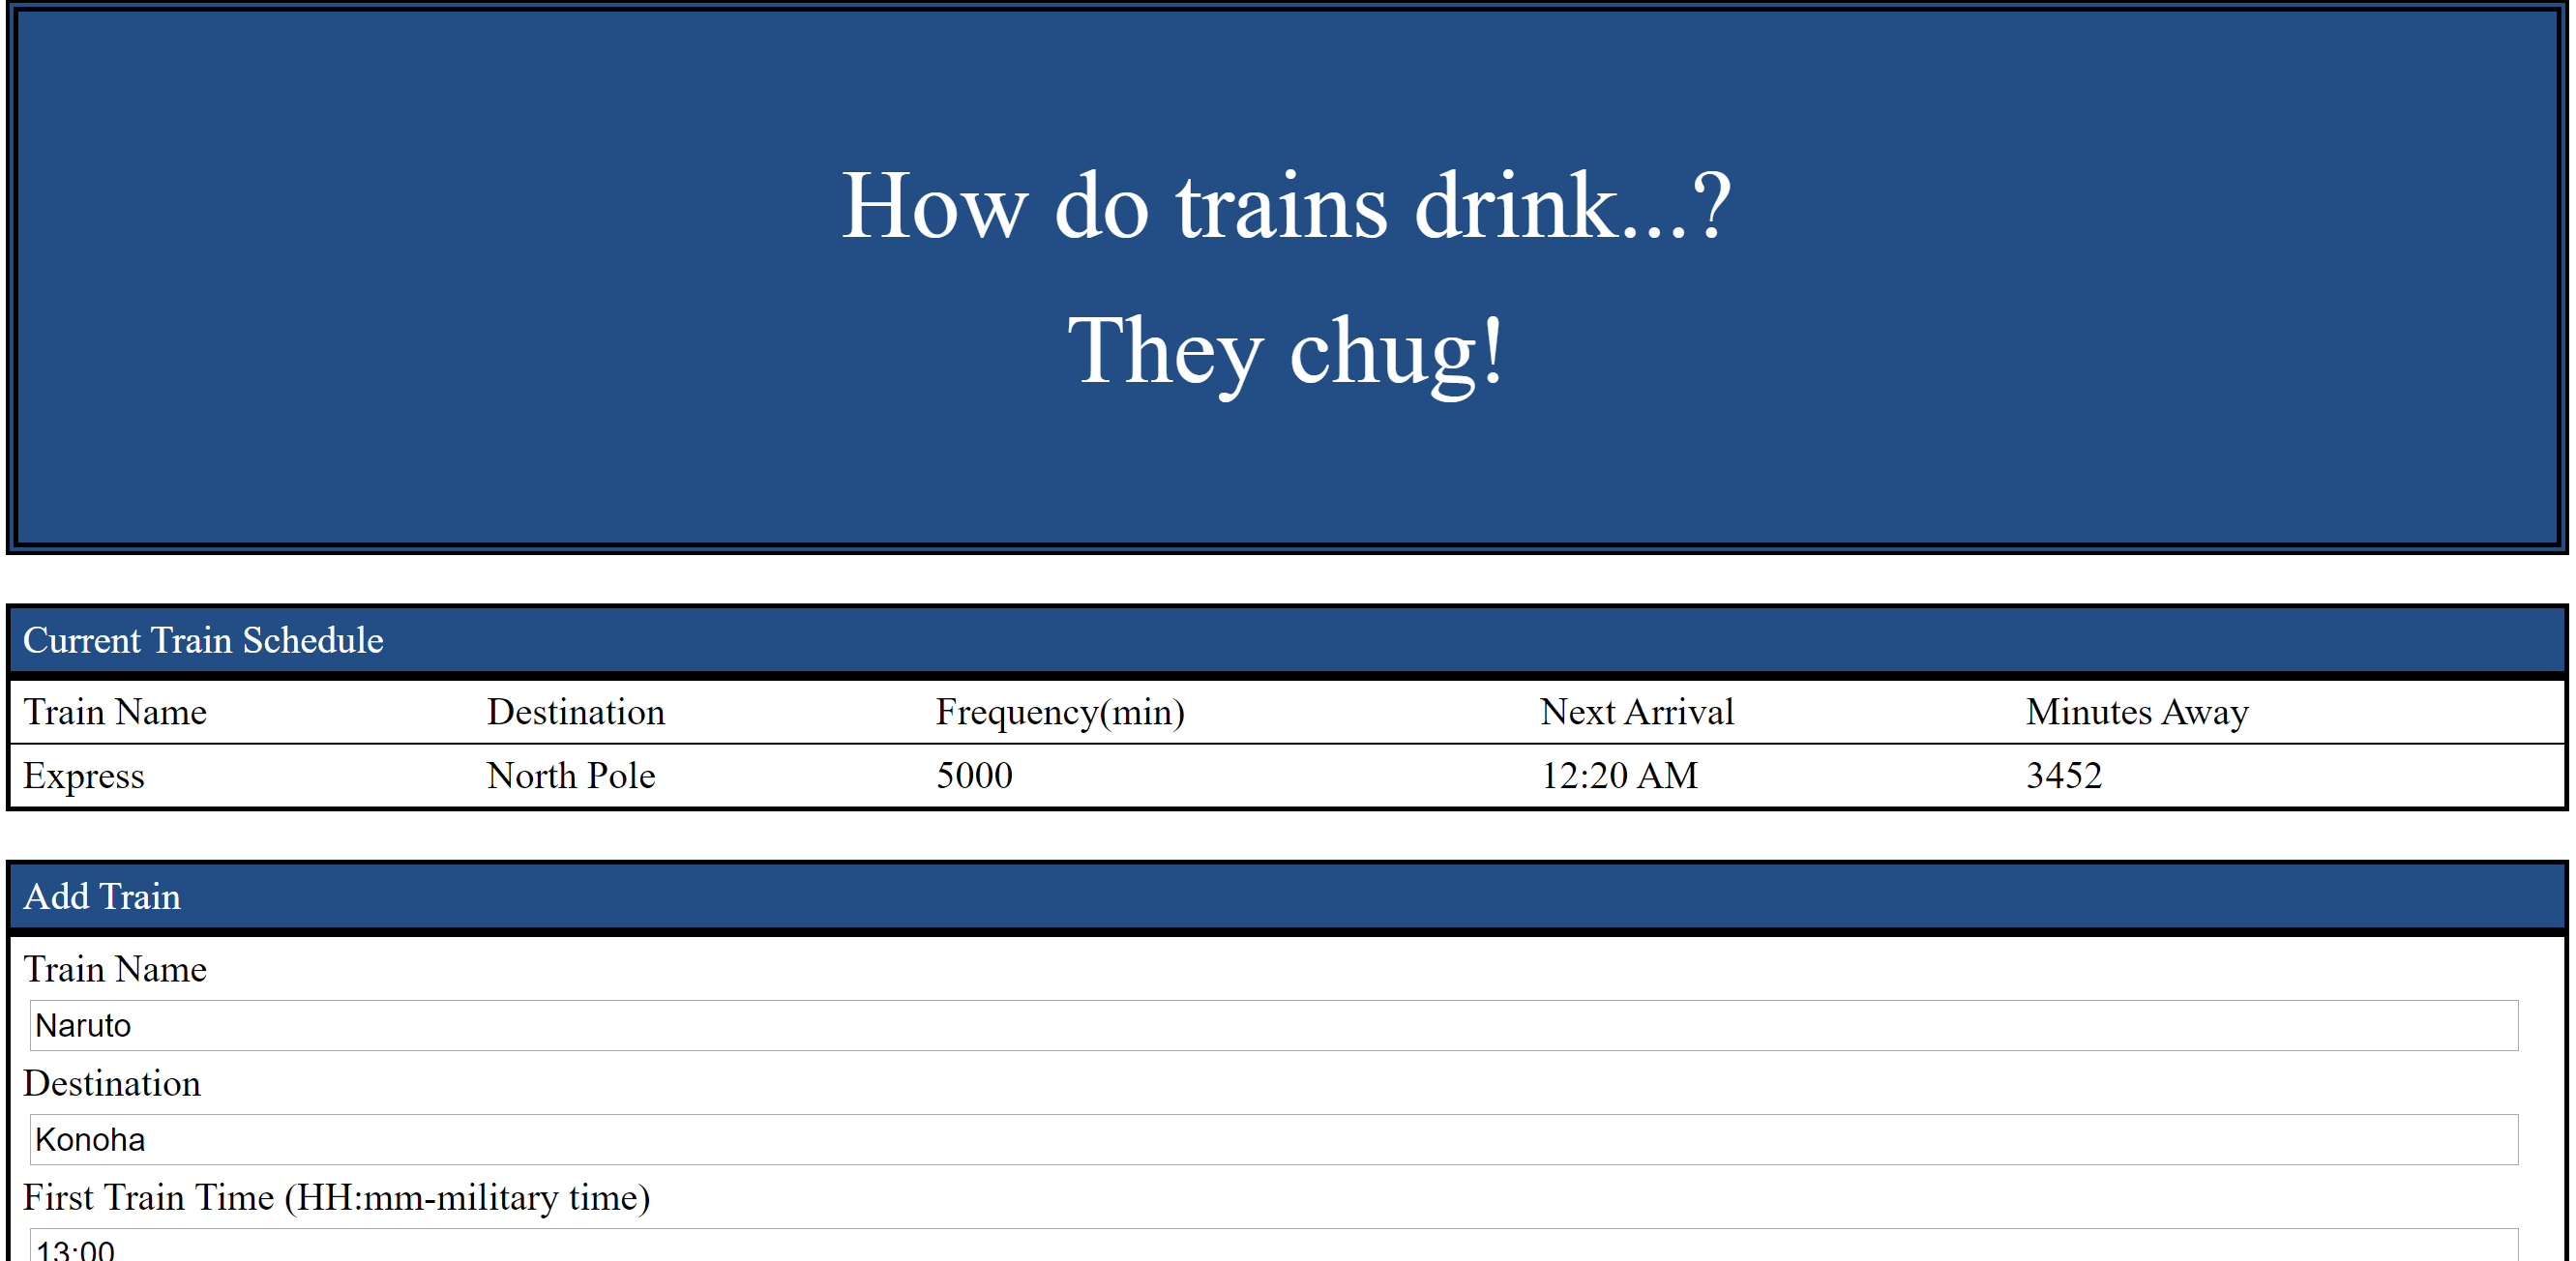 How do trains drink...?
They chug!
Current Train Schedule
Train Name Destination Frequency(min) Next Arrival Minutes Away
Express North Pole 5000 12:20 AM 3452
Add Train
Train Name
Naruto
Destination
Konoha
First Train Time (HH:mm-military time)
13:00